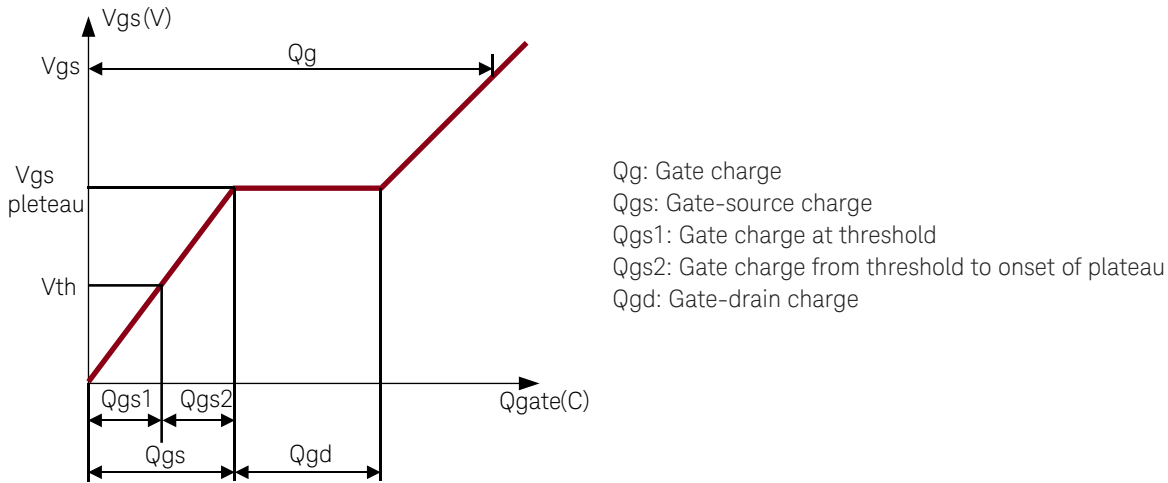 Vgs(V)
Vgs
Qg
Vgs
pleteau
Vth
Qgs1
Qgs2
Qgate(C)
Qgs
Qgd
Qg: Gate charge
Qgs: Gate-source charge
Qgs1: Gate charge at threshold
Qgs2: Gate charge from threshold to onset of plateau
Qgd: Gate-drain charge